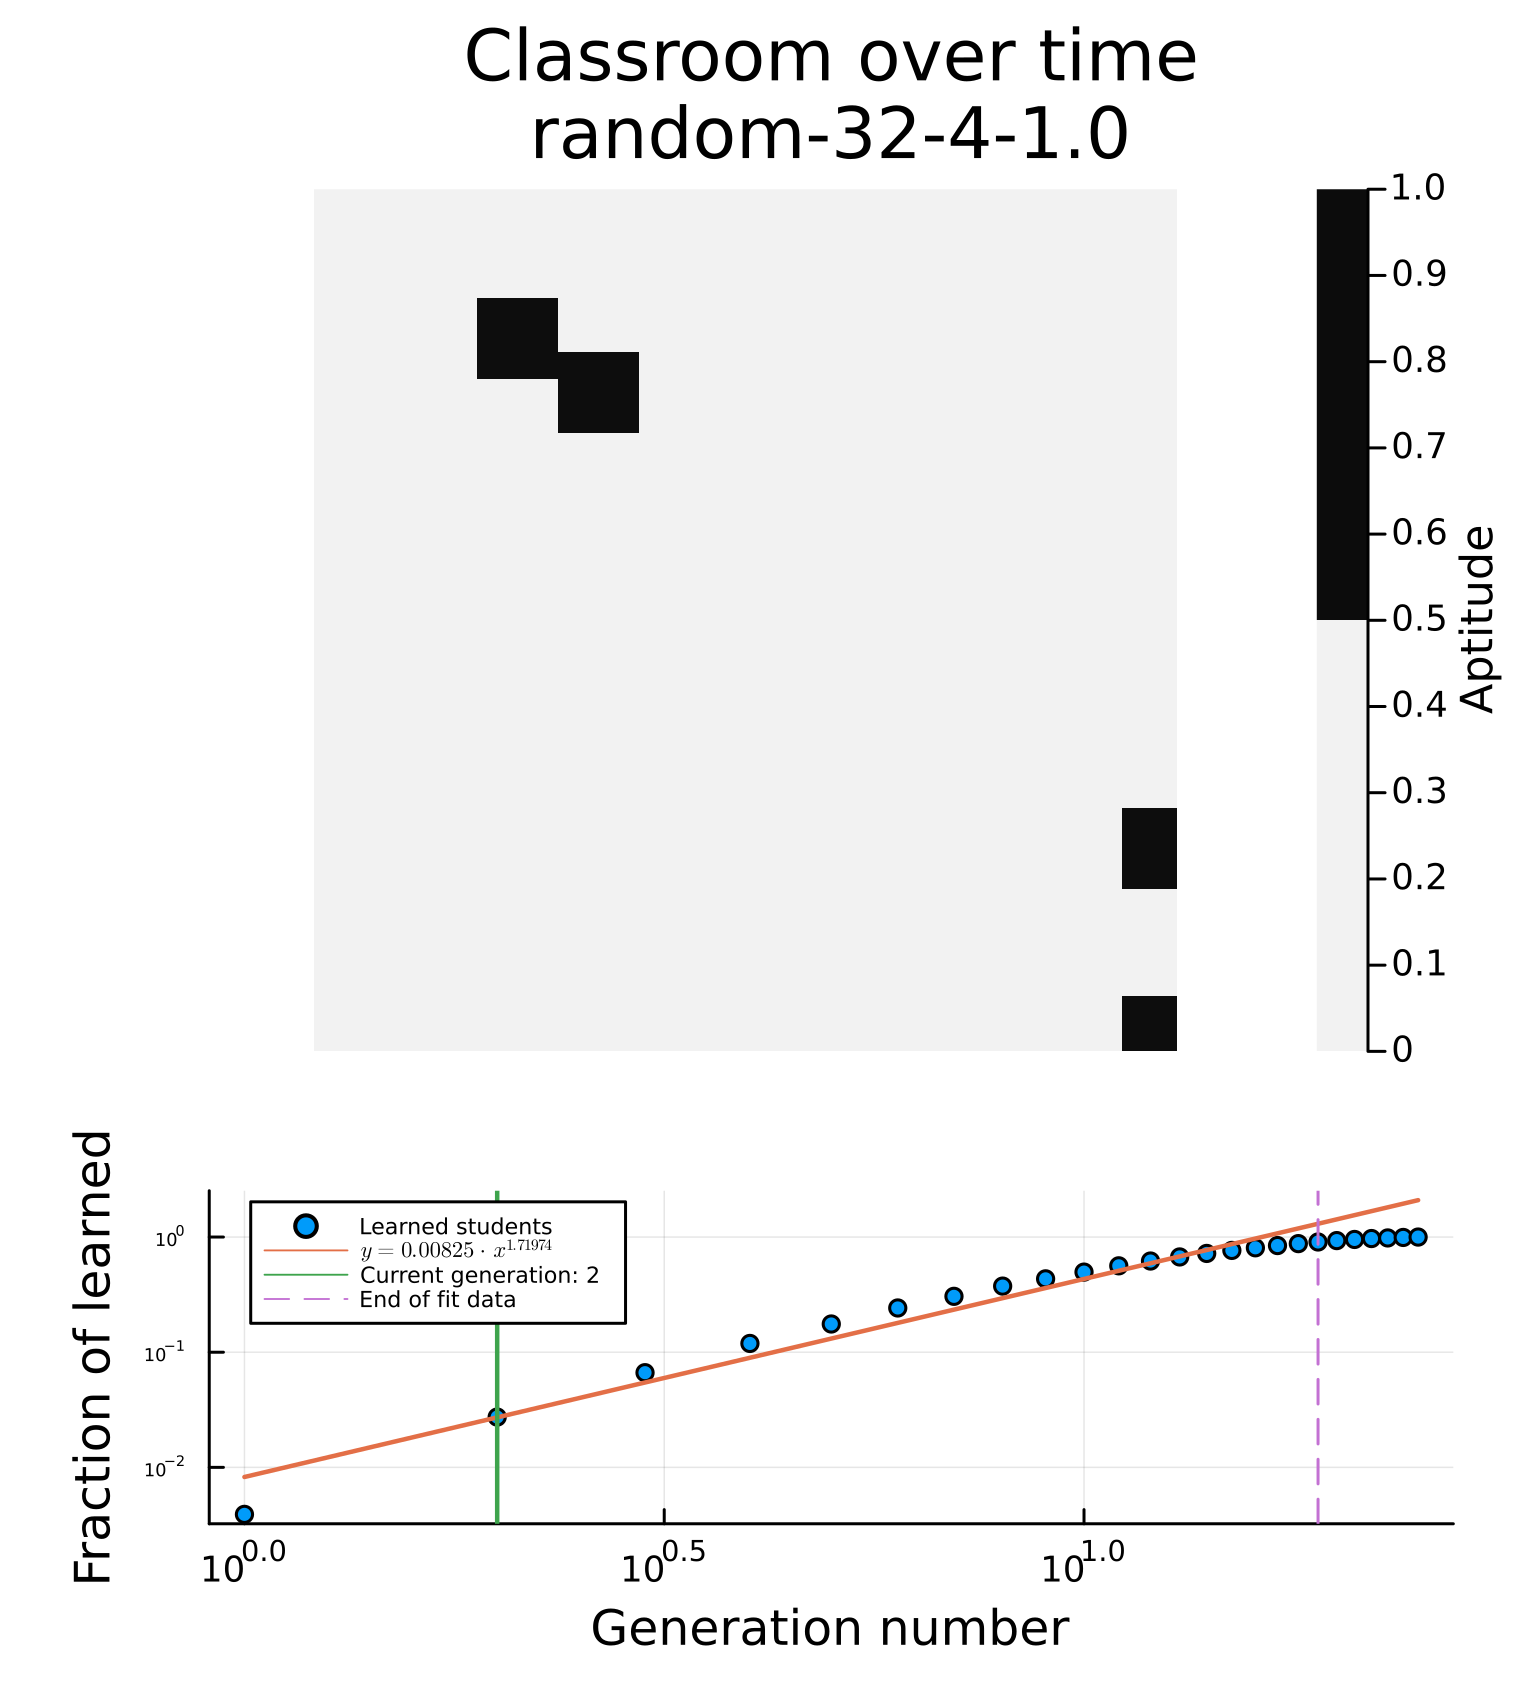 Classroom over time
random-32-4-1.0
1.0
0.9
0.8
0.7
0.6
0.5
0.4
0.3
0.2
0.1
0
Aptitude
Fraction of learned
10⁰
10⁻¹
10⁻²
Learned students
y = 0.00825 · x^1.71974
Current generation: 2
End of fit data
10^0.0
10^0.5
10^1.0
Generation number